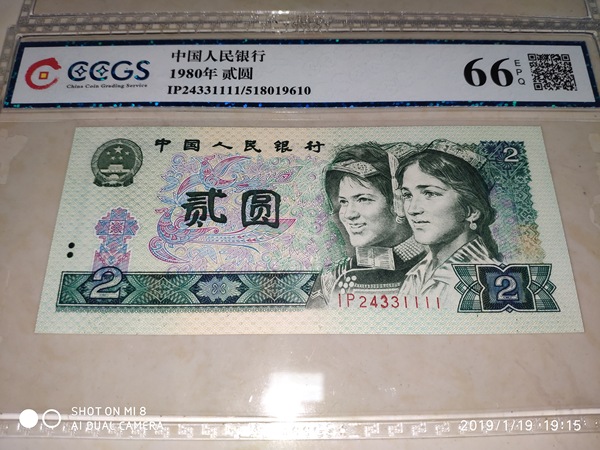 CCGS
China Coin Grading Service
中国人民银行
1980年 贰圆
IP24331111/518019610
66 EPQ
中国人民银行
2
贰圆
2
IP24331111
2
SHOT ON MI 8
AI DUAL CAMERA
2019/1/19 19:15